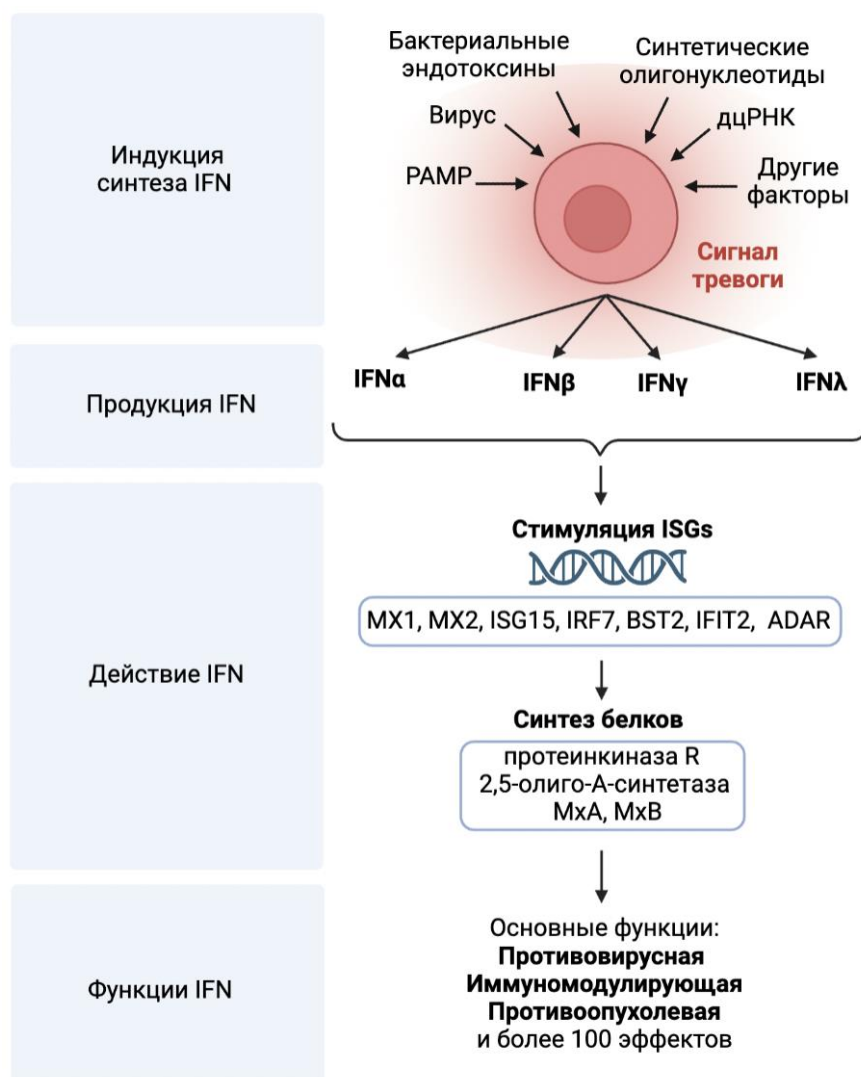 Индукция
синтеза IFN
Бактериальные
эндотоксины
Синтетические
олигонуклеотиды
Вирус
дцРНК
PAMP
Другие
факторы
Сигнал
тревоги
Продукция IFN
IFNα
IFNβ
IFNγ
IFNλ
Действие IFN
Стимуляция ISGs
MX1, MX2, ISG15, IRF7, BST2, IFIT2, ADAR
Синтез белков
протеинкиназа R
2,5-олиго-А-синтетаза
MxA, MxB
Функции IFN
Основные функции:
Противовирусная
Иммуномодулирующая
Противоопухолевая
и более 100 эффектов